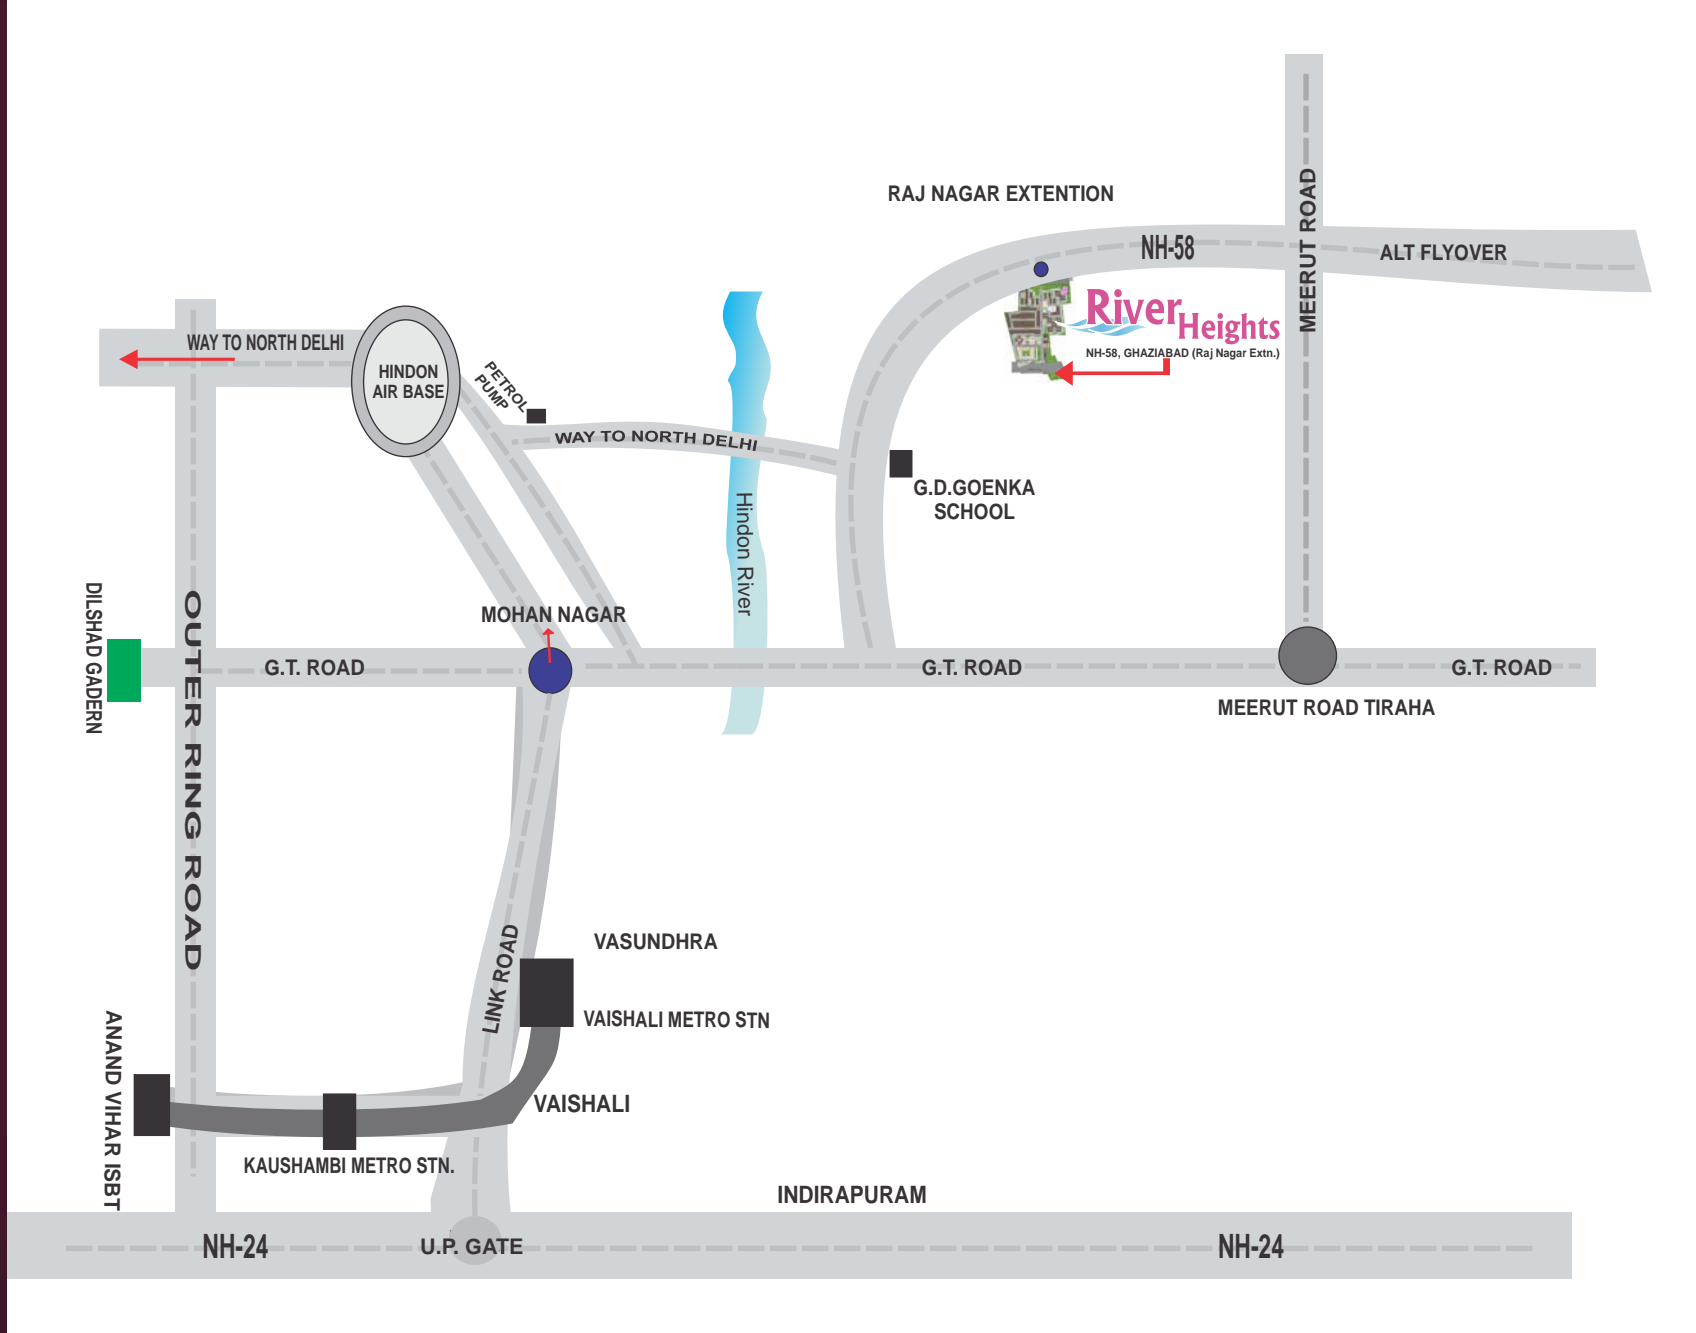 RAJ NAGAR EXTENTION
NH-58
MEERUT ROAD
ALT FLYOVER
River
Heights
NH-58, GHAZIABAD (Raj Nagar Extn.)
WAY TO NORTH DELHI
HINDON
AIR BASE
PETROL
PUMP
WAY TO NORTH DELHI
G.D.GOENKA
SCHOOL
Hindon River
DILSHAD GADERN
OUTER RING ROAD
MOHAN NAGAR
G.T. ROAD
G.T. ROAD
G.T. ROAD
MEERUT ROAD TIRAHA
LINK ROAD
VASUNDHRA
VAISHALI METRO STN
ANAND VIHAR ISBT
VAISHALI
KAUSHAMBI METRO STN.
INDIRAPURAM
NH-24
U.P. GATE
NH-24